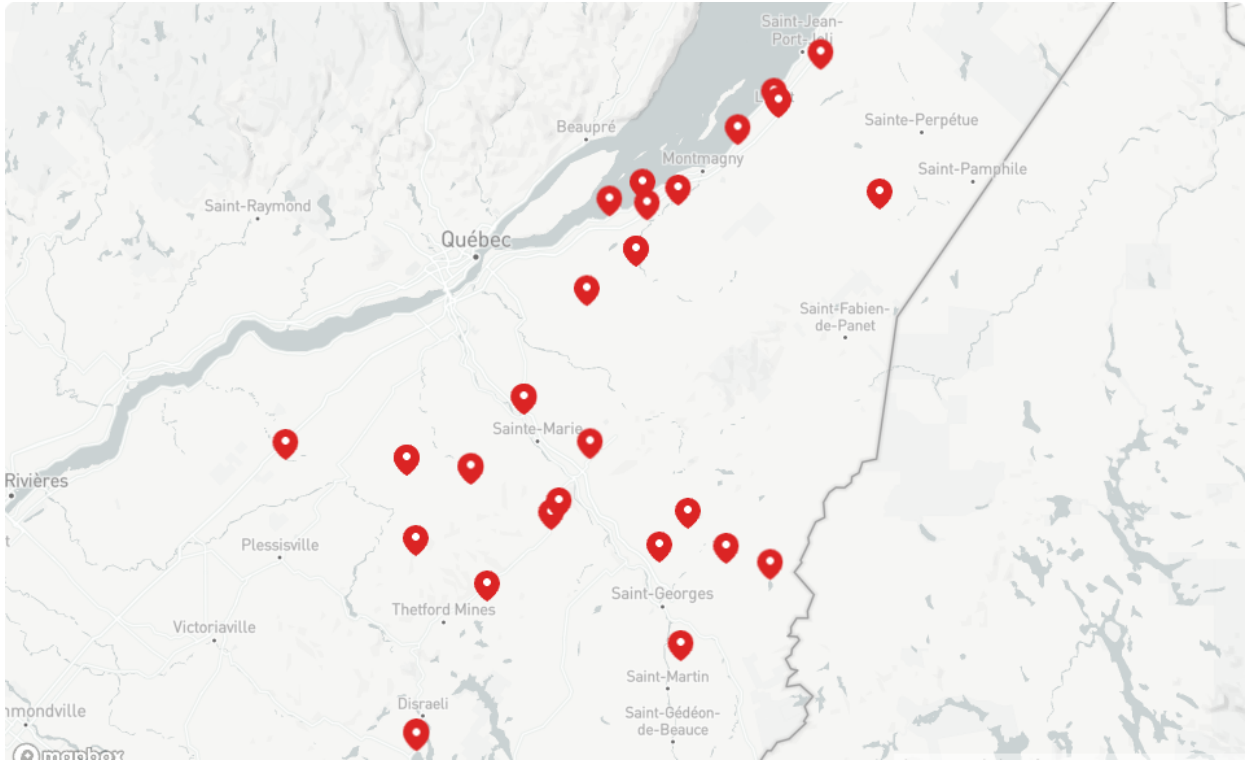 Saint-Jean-
Port-Joli
Beaupré
Sainte-Perpétue
Montmagny
Saint-Pamphile
Saint-Raymond
Québec
Saint-Fabien-
de-Panet
Sainte-Marie
Rivières
Plessisville
Saint-Georges
Thetford Mines
Victoriaville
Saint-Martin
Disraeli
Saint-Gédéon-
de-Beauce
mmondville
mapbox